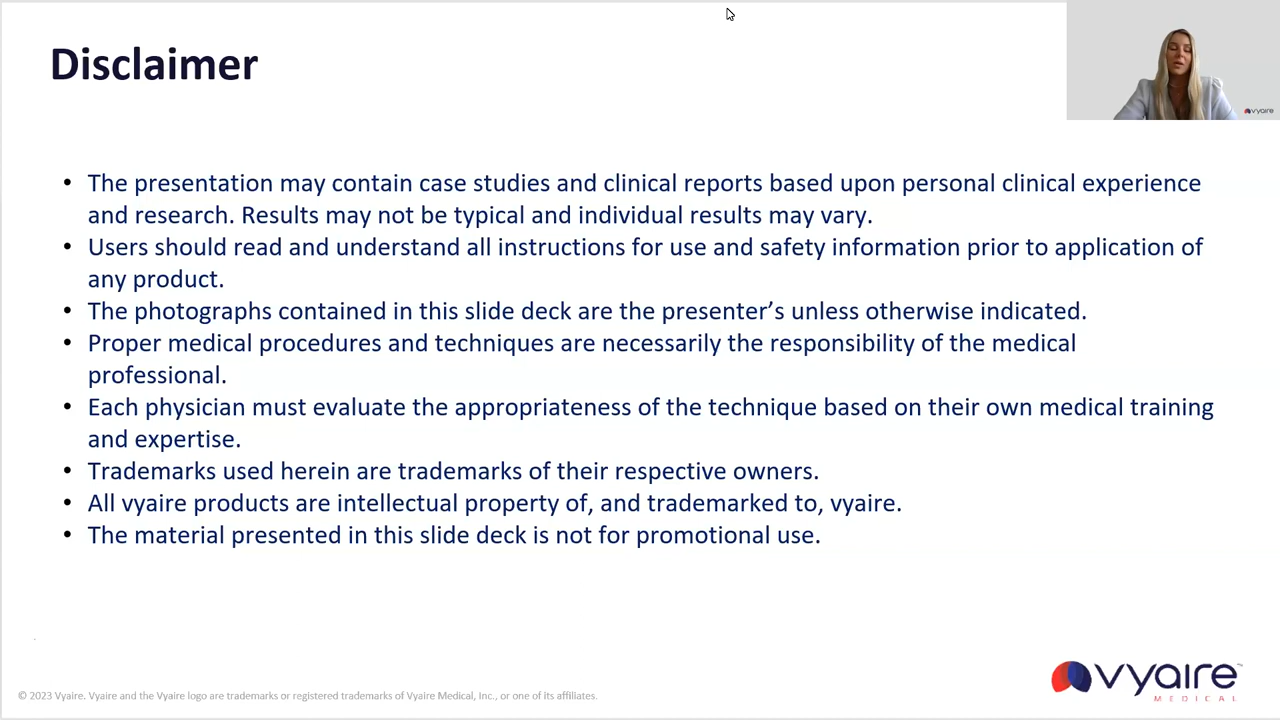 Disclaimer
vyaire
• The presentation may contain case studies and clinical reports based upon personal clinical experience
and research. Results may not be typical and individual results may vary.
• Users should read and understand all instructions for use and safety information prior to application of
any product.
• The photographs contained in this slide deck are the presenter’s unless otherwise indicated.
• Proper medical procedures and techniques are necessarily the responsibility of the medical
professional.
• Each physician must evaluate the appropriateness of the technique based on their own medical training
and expertise.
• Trademarks used herein are trademarks of their respective owners.
• All vyaire products are intellectual property of, and trademarked to, vyaire.
• The material presented in this slide deck is not for promotional use.
vyaire™
MEDICAL
© 2023 Vyaire. Vyaire and the Vyaire logo are trademarks or registered trademarks of Vyaire Medical, Inc., or one of its affiliates.